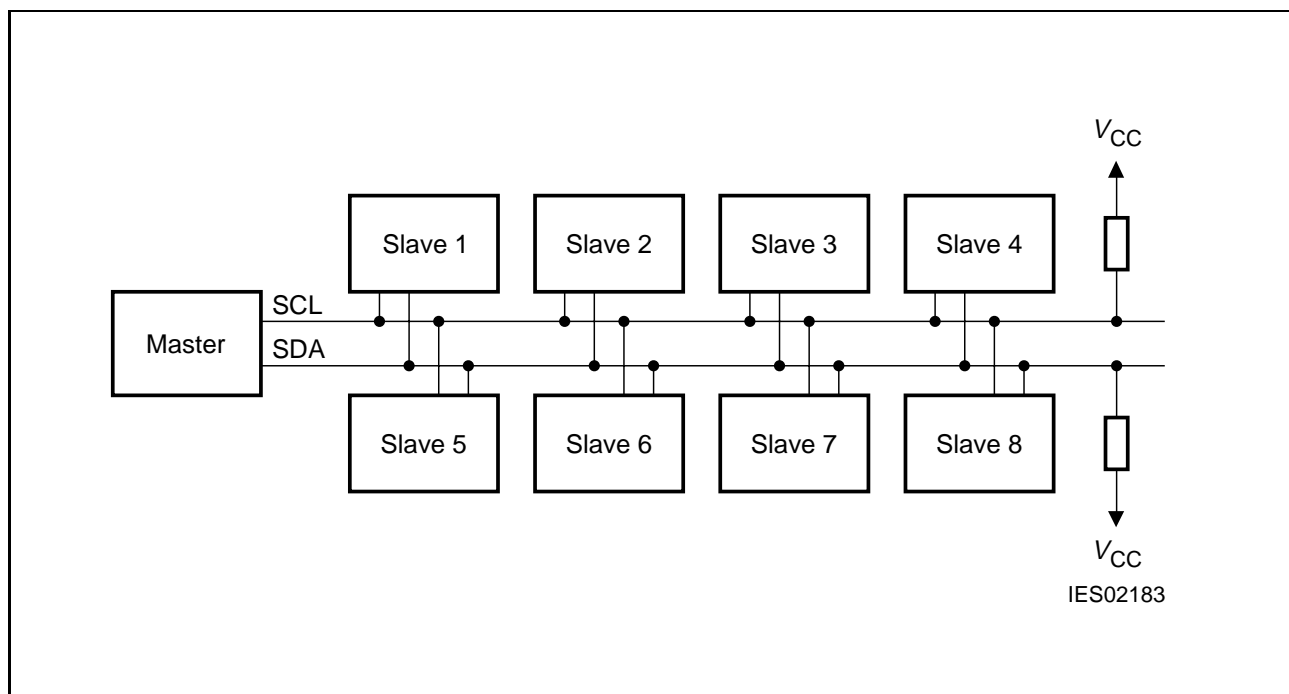 VCC
Slave 1
Slave 2
Slave 3
Slave 4
SCL
Master
SDA
Slave 5
Slave 6
Slave 7
Slave 8
VCC
IES02183